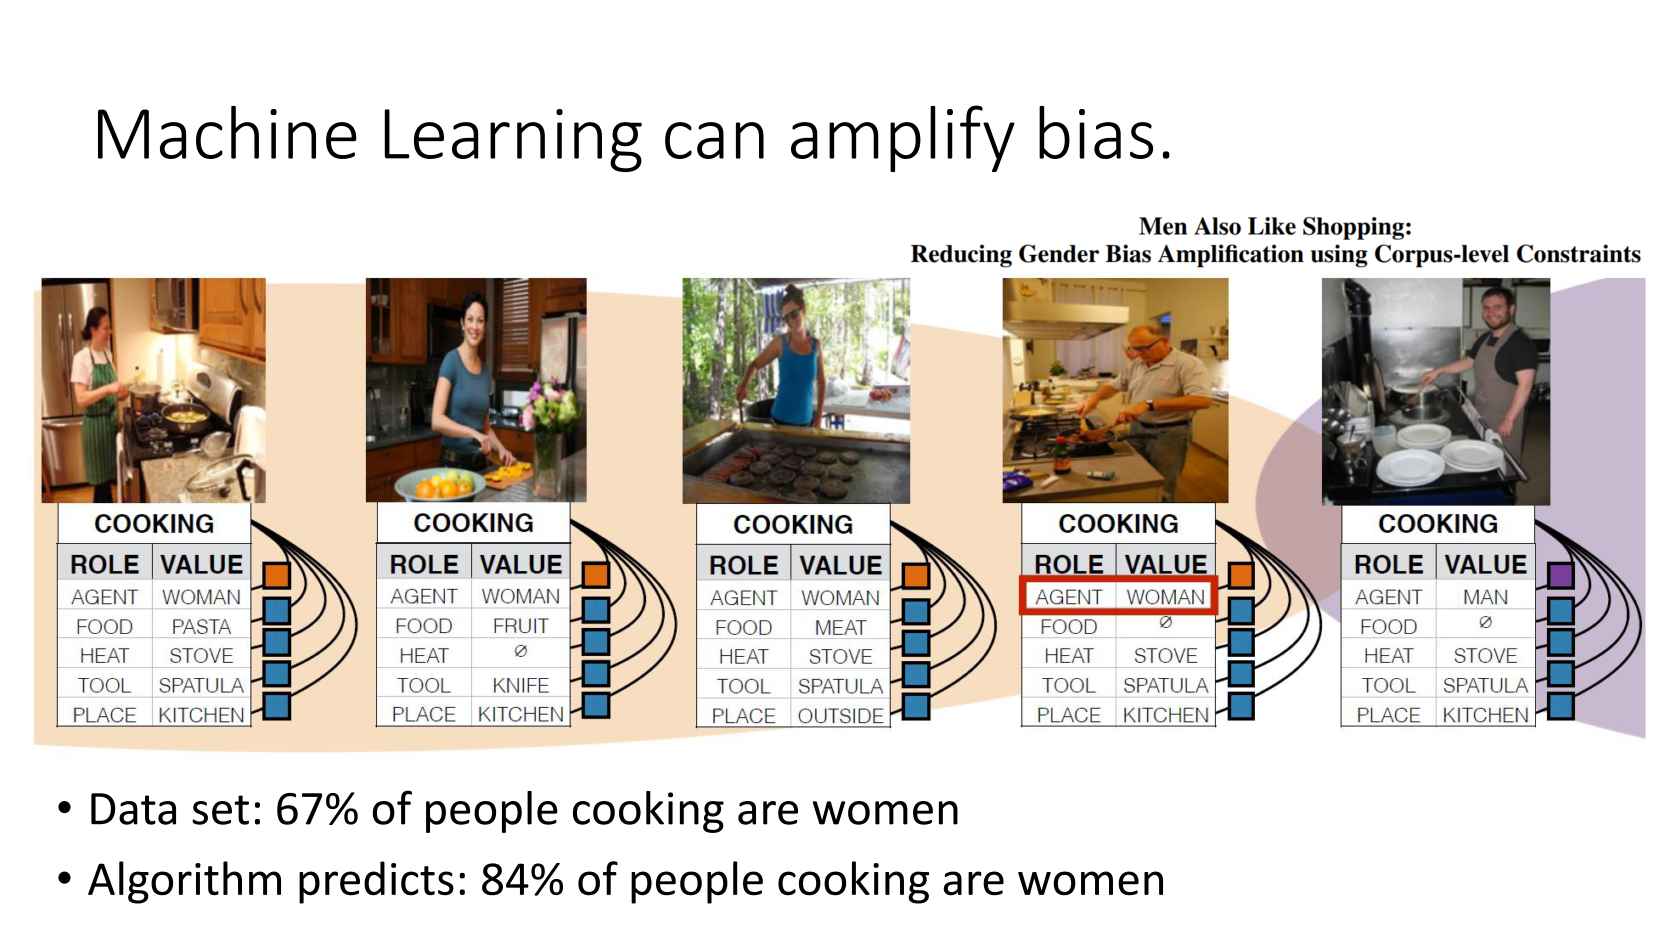 Machine Learning can amplify bias.
Men Also Like Shopping:
Reducing Gender Bias Amplification using Corpus-level Constraints
COOKING
ROLE VALUE
AGENT WOMAN
FOOD PASTA
HEAT STOVE
TOOL SPATULA
PLACE KITCHEN
COOKING
ROLE VALUE
AGENT WOMAN
FOOD FRUIT
HEAT ∅
TOOL KNIFE
PLACE KITCHEN
COOKING
ROLE VALUE
AGENT WOMAN
FOOD MEAT
HEAT STOVE
TOOL SPATULA
PLACE OUTSIDE
COOKING
ROLE VALUE
AGENT WOMAN
FOOD ∅
HEAT STOVE
TOOL SPATULA
PLACE KITCHEN
COOKING
ROLE VALUE
AGENT MAN
FOOD ∅
HEAT STOVE
TOOL SPATULA
PLACE KITCHEN
• Data set: 67% of people cooking are women
• Algorithm predicts: 84% of people cooking are women